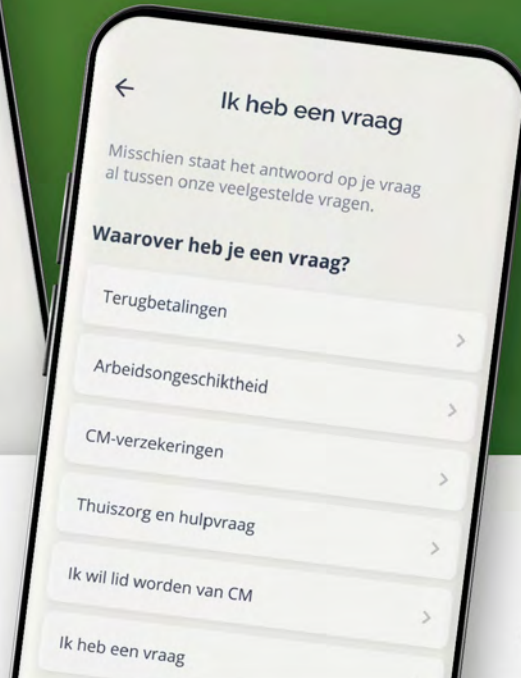 Ik heb een vraag
Misschien staat het antwoord op je vraag
al tussen onze veelgestelde vragen.
Waarover heb je een vraag?
Terugbetalingen
Arbeidsongeschiktheid
CM-verzekeringen
Thuiszorg en hulpvraag
Ik wil lid worden van CM
Ik heb een vraag